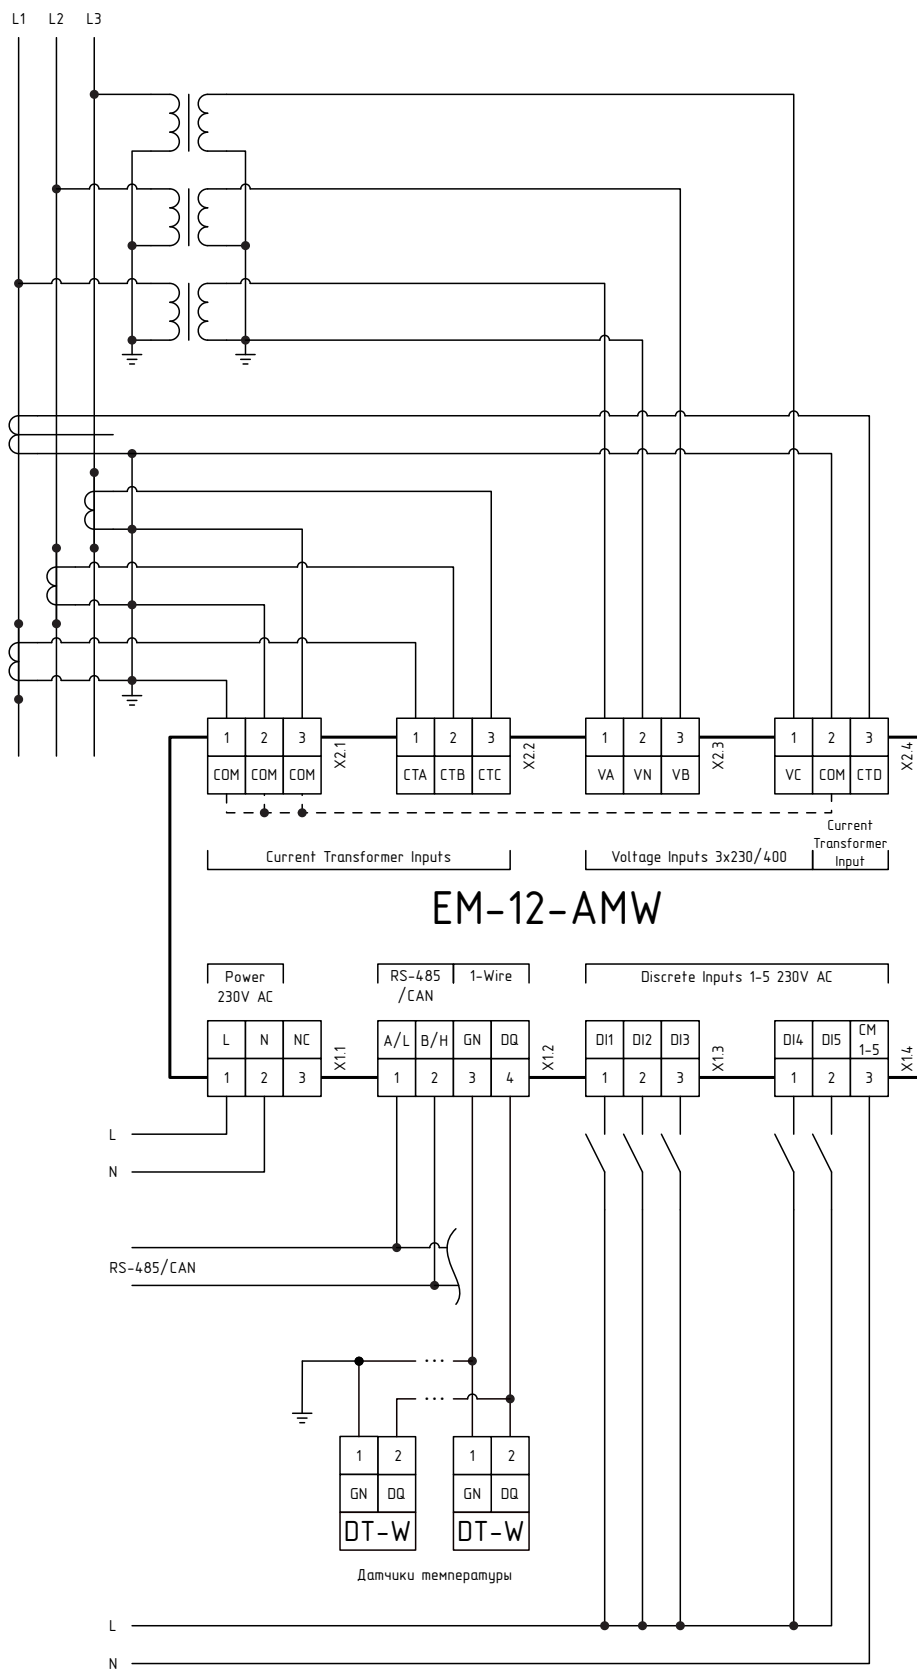 L1 L2 L3
1 2 3 X2.1 1 2 3 X2.2 1 2 3 X2.3 1 2 3 X2.4
COM COM COM CTA CTB CTC VA VN VB VC COM CTD
Current Transformer Inputs
Voltage Inputs 3x230/400
Current
Transformer
Input
EM-12-AMW
Power
230V AC
RS-485
/CAN
1-Wire
Discrete Inputs 1-5 230V AC
L N NC A/L B/H GN DQ DI1 DI2 DI3 DI4 DI5 CM
1-5
1 2 3 X1.1 1 2 3 4 X1.2 1 2 3 X1.3 1 2 3 X1.4
L
N
RS-485/CAN
... 
...
1 2 1 2
GN DQ GN DQ
DT-W DT-W
Датчики температуры
L
N